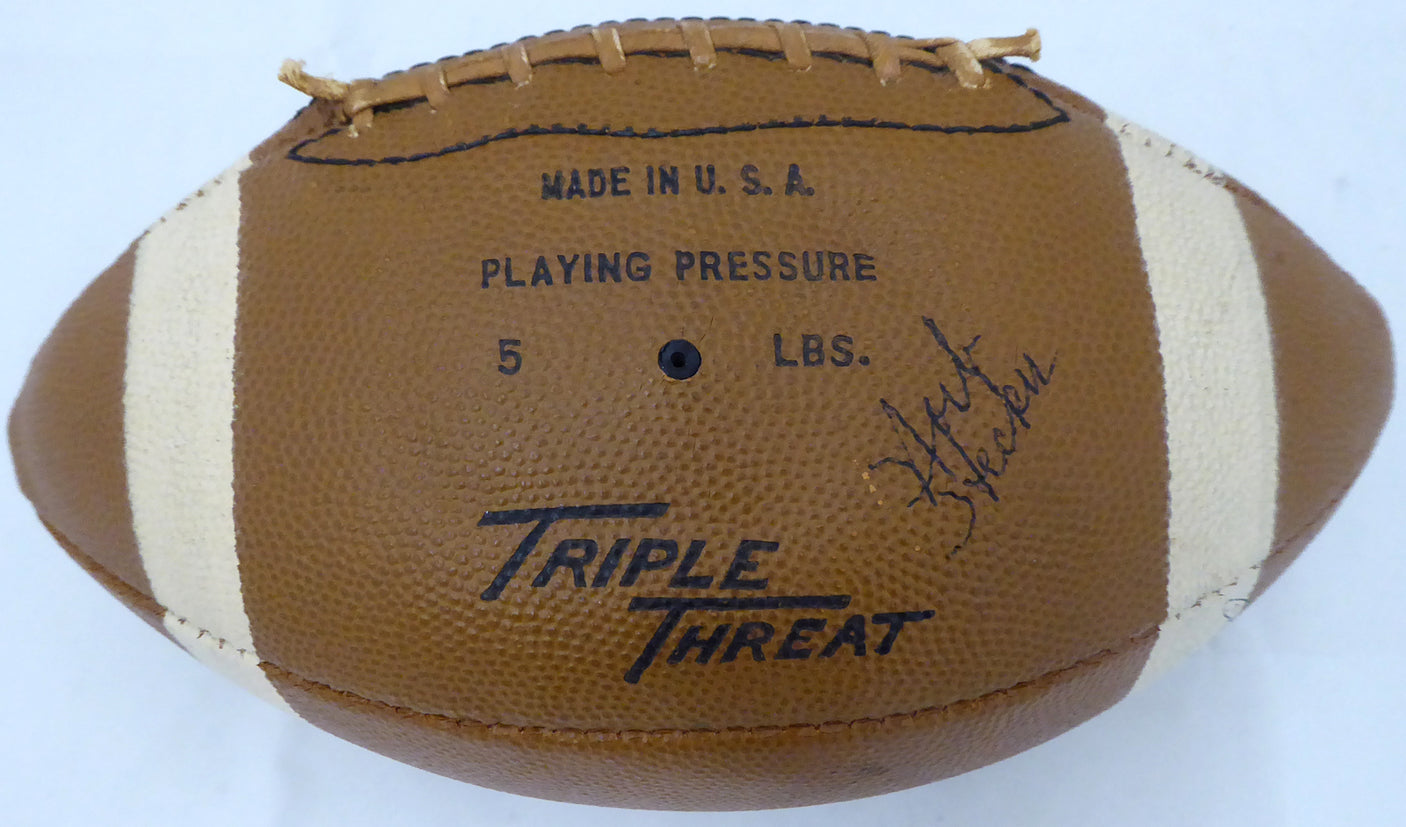 MADE IN U. S. A.
PLAYING PRESSURE
5 LBS.
TRIPLE
THREAT